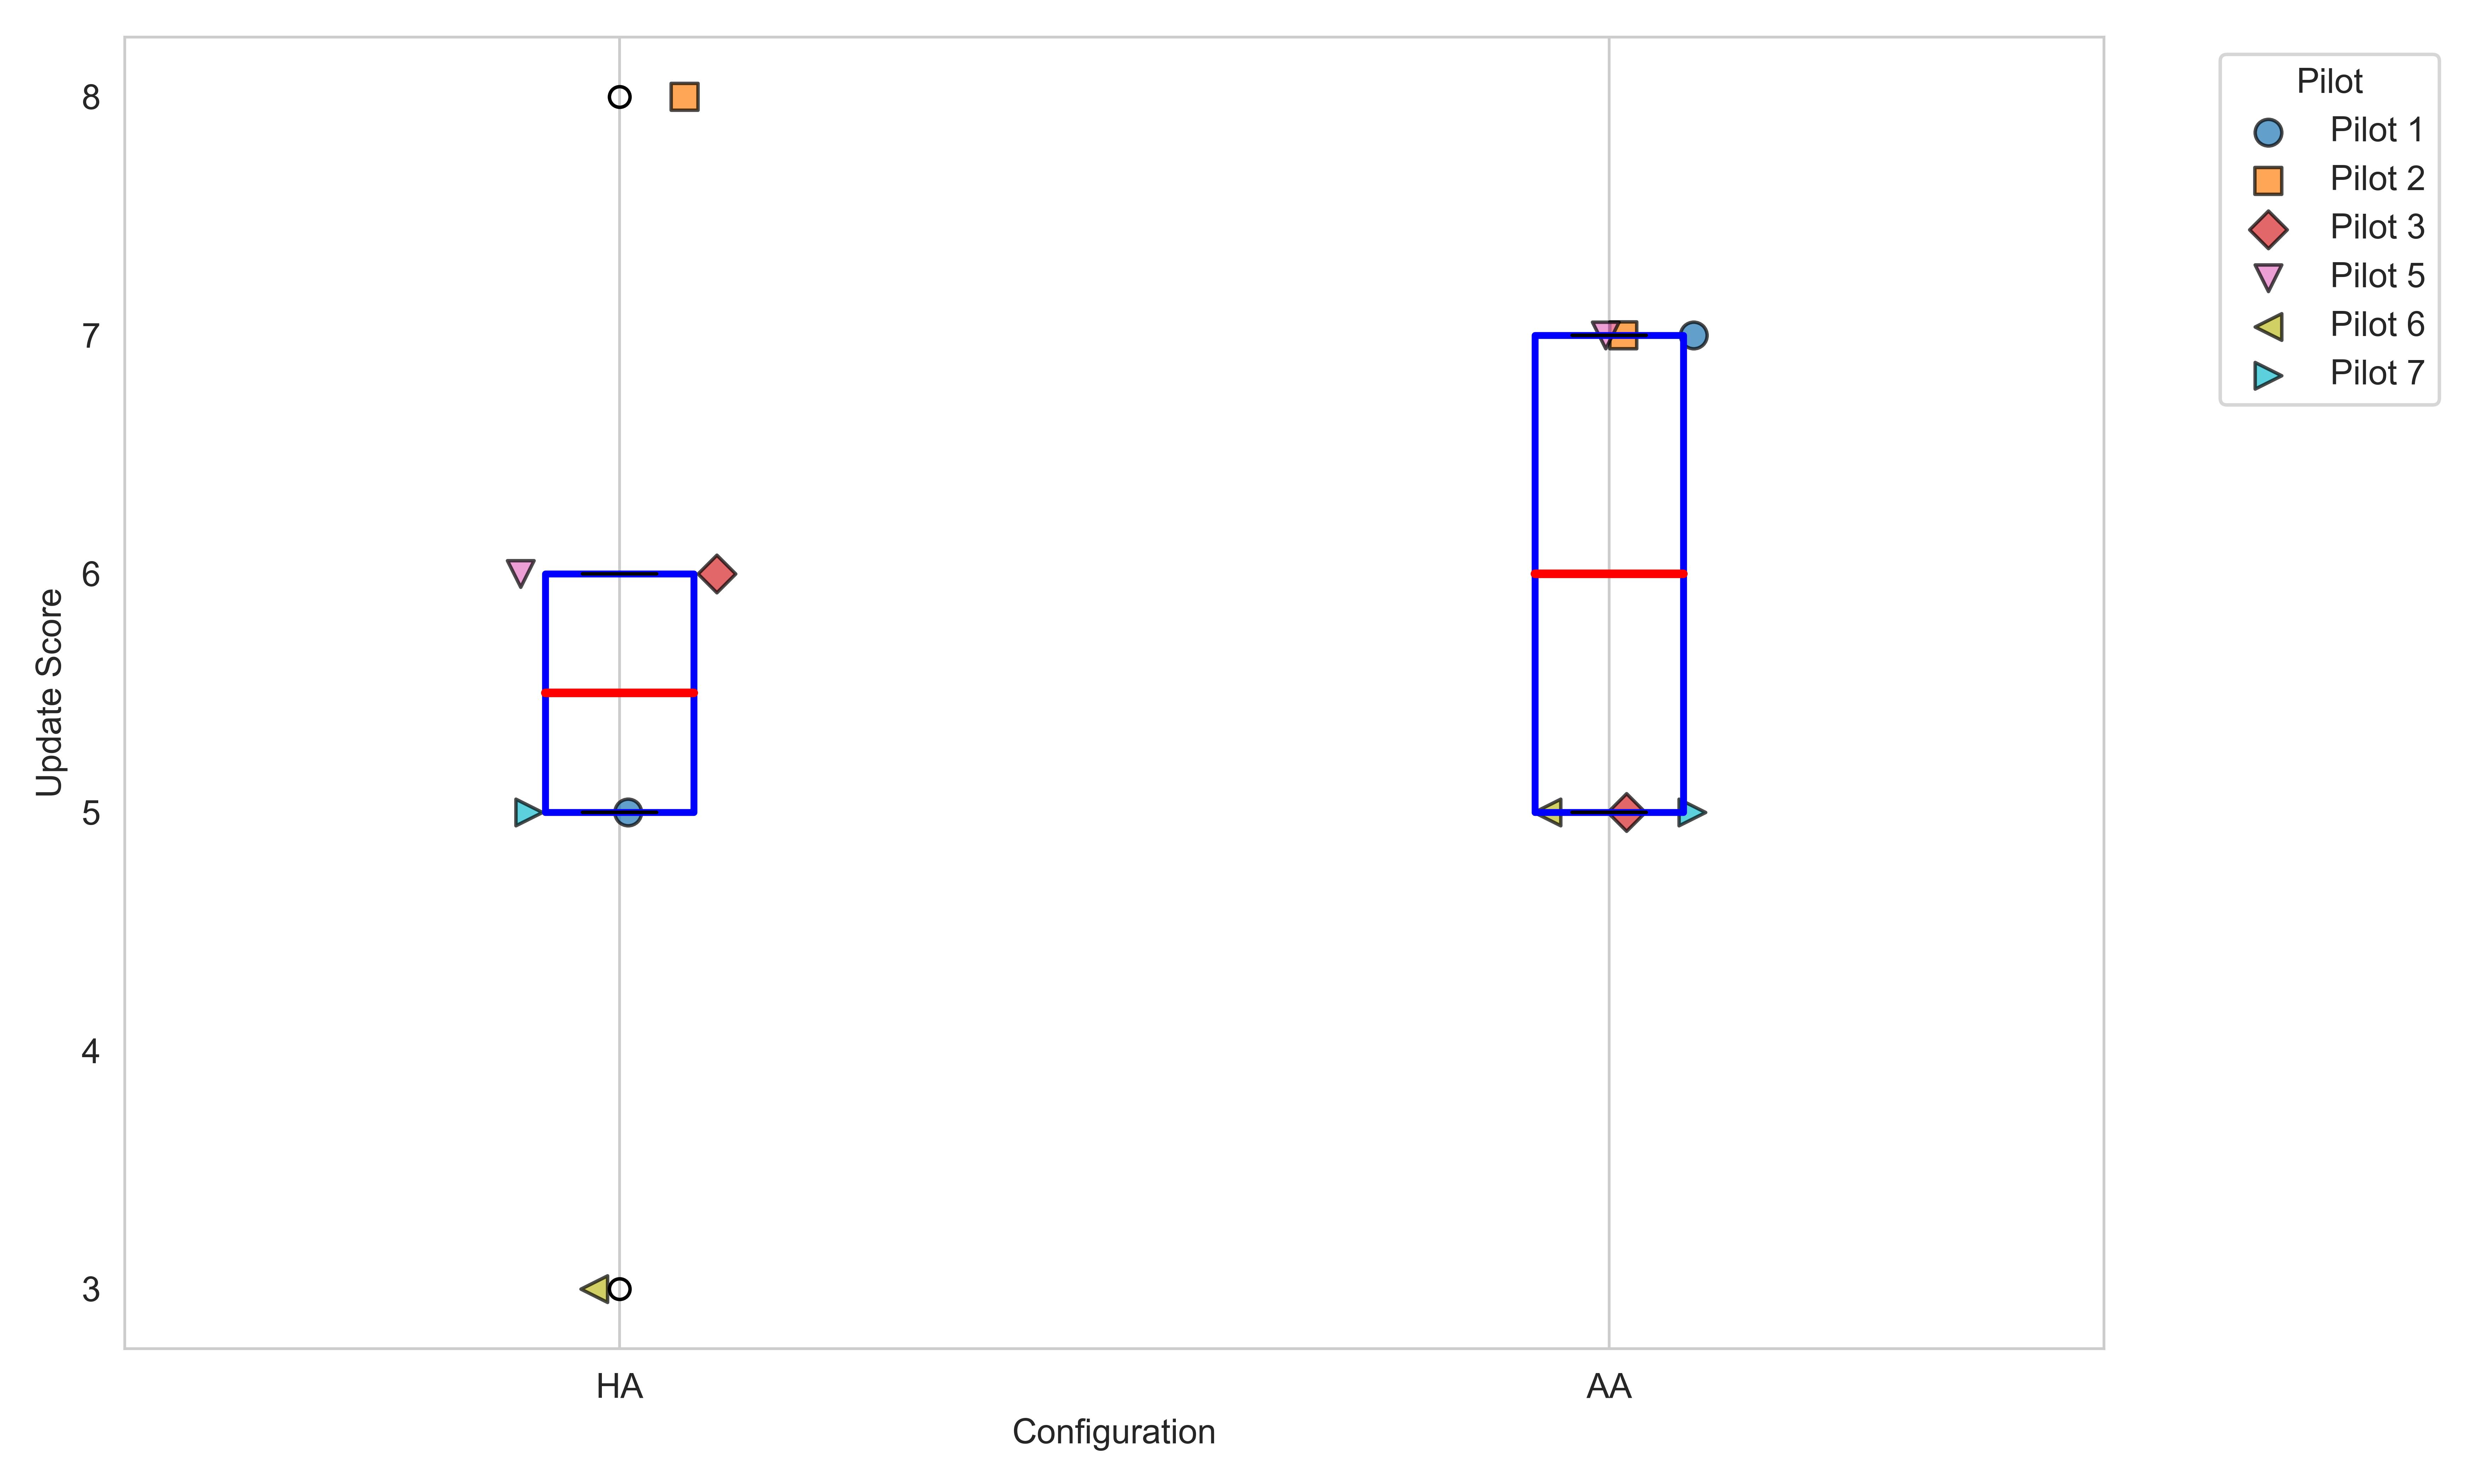 8
7
6
5
4
3
Update Score
HA
AA
Configuration
Pilot
Pilot 1
Pilot 2
Pilot 3
Pilot 5
Pilot 6
Pilot 7